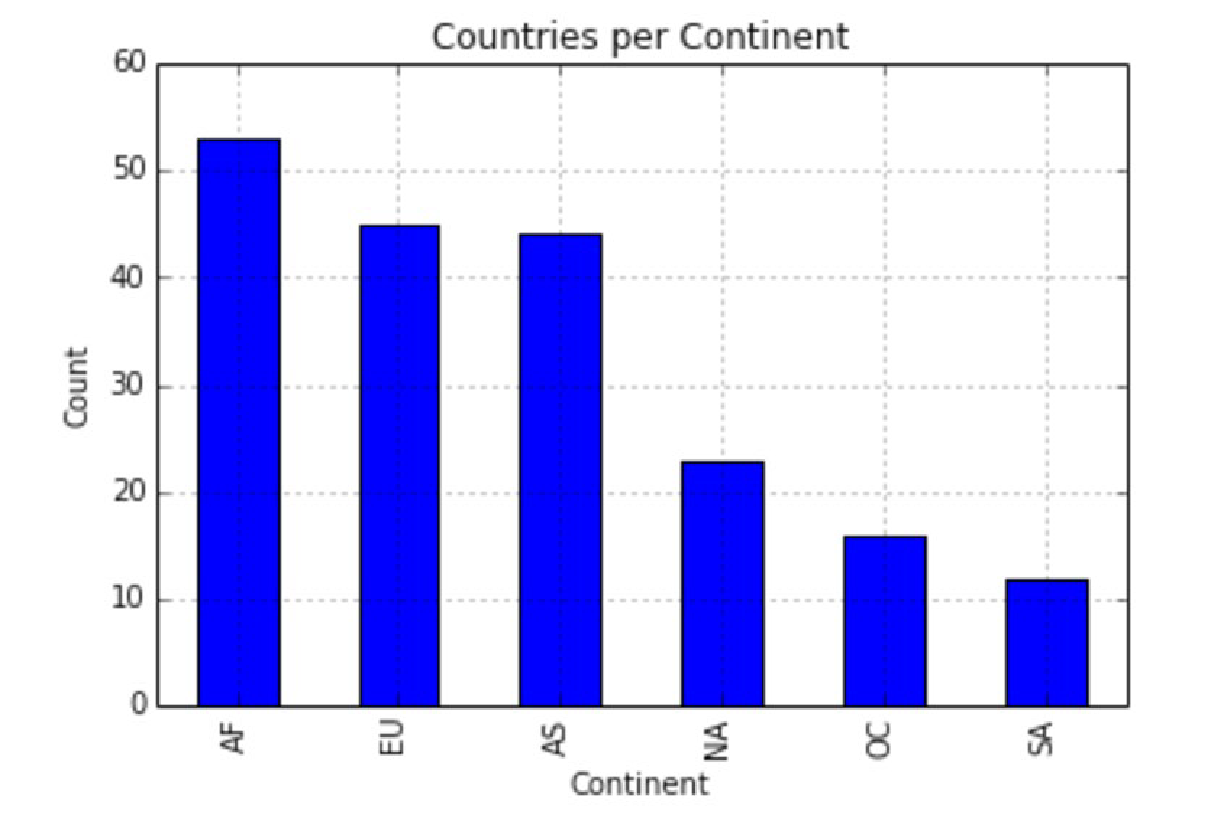 Countries per Continent
60
50
40
30
20
10
0
Count
AF
EU
AS
NA
OC
SA
Continent